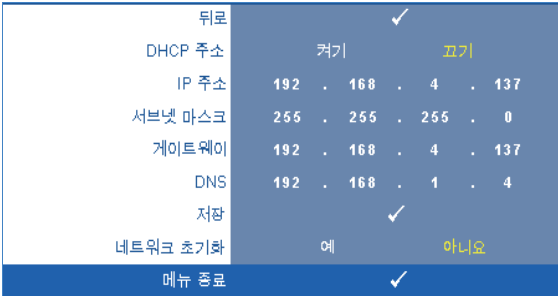 뒤로 ✓
DHCP 주소 켜기 끄기
IP 주소 192 . 168 . 4 . 137
서브넷 마스크 255 . 255 . 255 . 0
게이트웨이 192 . 168 . 4 . 137
DNS 192 . 168 . 1 . 4
저장 ✓
네트워크 초기화 예 아니요
메뉴 종료 ✓